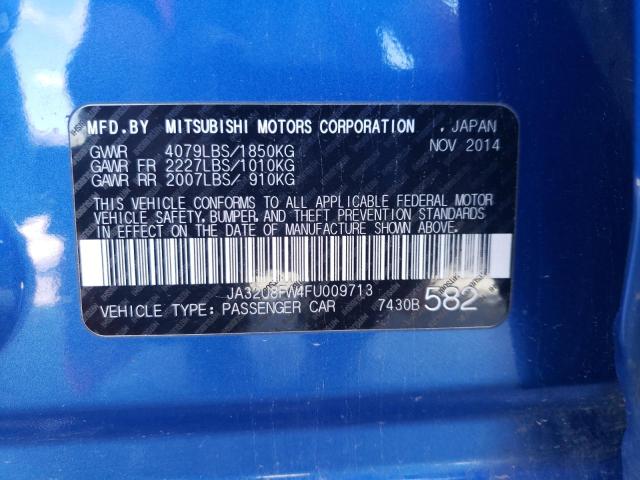 MFD.BY MITSUBISHI MOTORS CORPORATION , JAPAN
GVWR 4079LBS/1850KG NOV 2014
GAWR FR 2227LBS/1010KG
GAWR RR 2007LBS/ 910KG
THIS VEHICLE CONFORMS TO ALL APPLICABLE FEDERAL MOTOR
VEHICLE SAFETY, BUMPER, AND THEFT PREVENTION STANDARDS
IN EFFECT ON THE DATE OF MANUFACTURE SHOWN ABOVE.
JA32U8FW4FU009713
VEHICLE TYPE: PASSENGER CAR 7430B 582